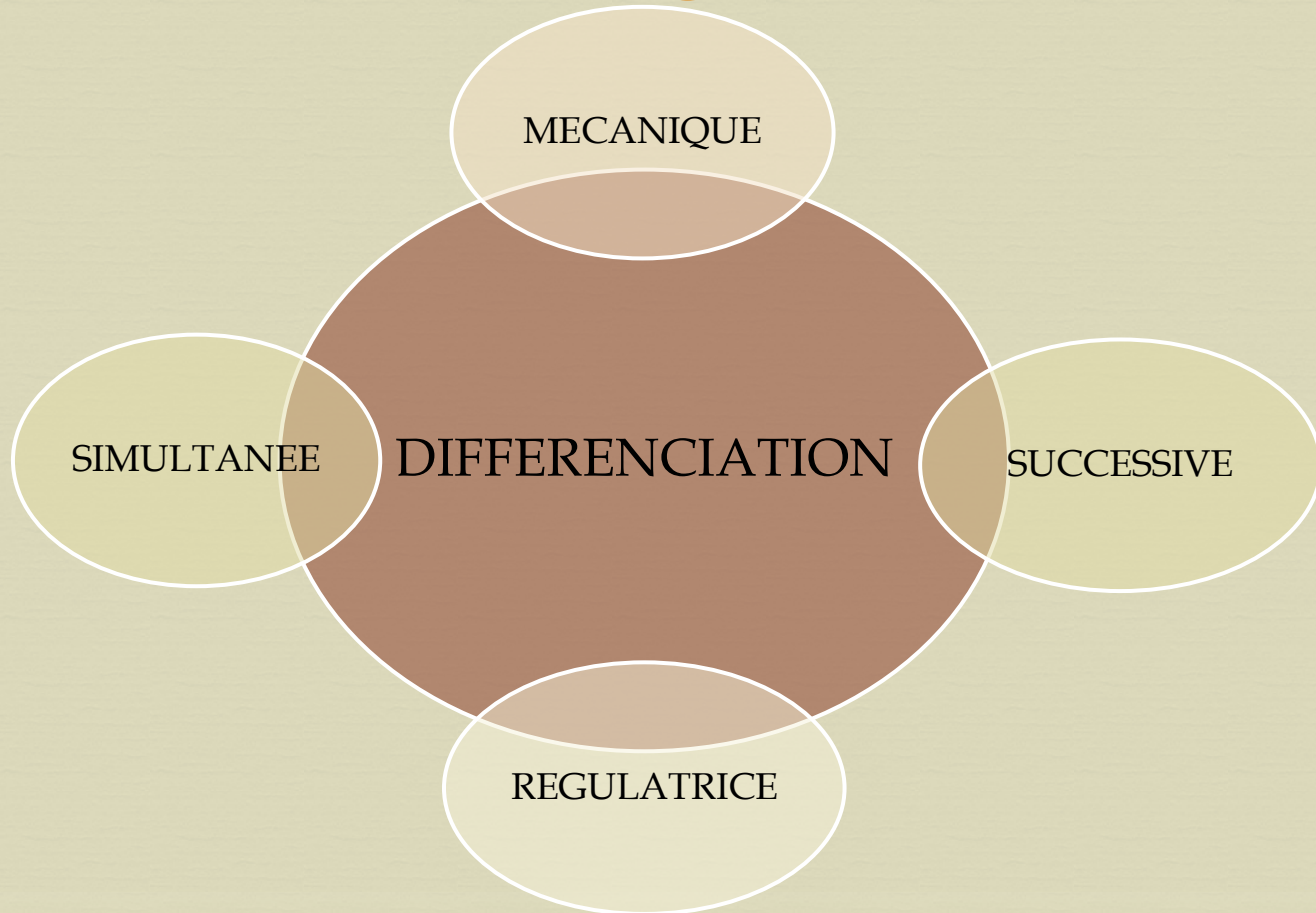 MECANIQUE
SIMULTANEE
DIFFERENCIATION
SUCCESSIVE
REGULATRICE